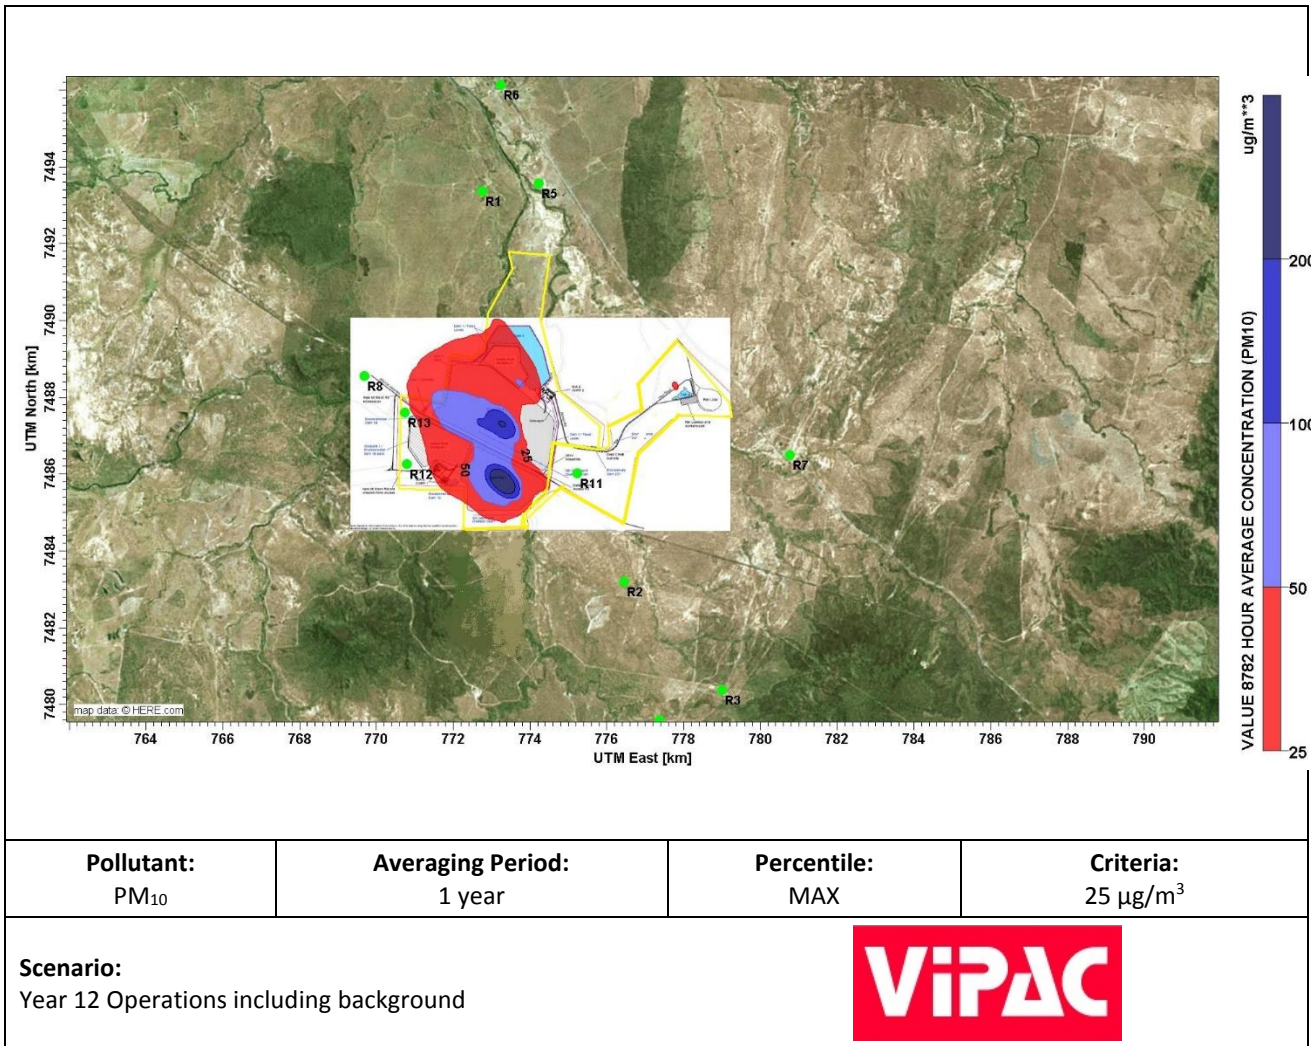 R6
R1
R5
R8
R13
R12
R11
R7
R2
R3
50
25
25
7494
7492
7490
7488
7486
7484
7482
7480
UTM North [km]
map data: © HERE.com
764 766 768 770 772 774 776 778 780 782 784 786 788 790
UTM East [km]
ug/m**3
VALUE 8782 HOUR AVERAGE CONCENTRATION (PM10)
200
100
50
25
Pollutant:
PM10
Averaging Period:
1 year
Percentile:
MAX
Criteria:
25 µg/m³
Scenario:
Year 12 Operations including background
ViPAC